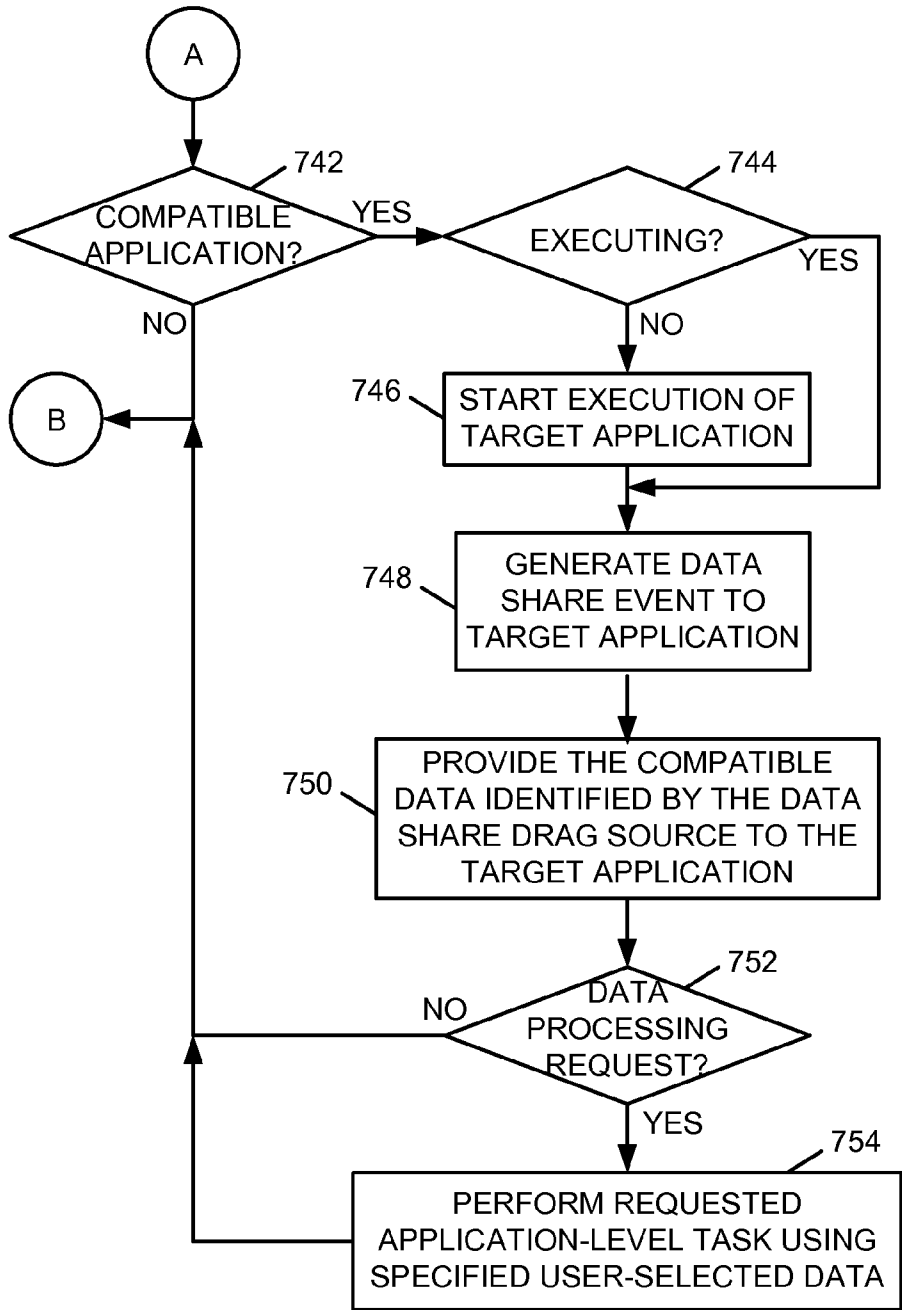 A
742
COMPATIBLE
APPLICATION?
YES
NO
744
EXECUTING?
YES
NO
B
746
START EXECUTION OF
TARGET APPLICATION
748
GENERATE DATA
SHARE EVENT TO
TARGET APPLICATION
750
PROVIDE THE COMPATIBLE
DATA IDENTIFIED BY THE DATA
SHARE DRAG SOURCE TO THE
TARGET APPLICATION
752
DATA
PROCESSING
REQUEST?
NO
YES
754
PERFORM REQUESTED
APPLICATION-LEVEL TASK USING
SPECIFIED USER-SELECTED DATA